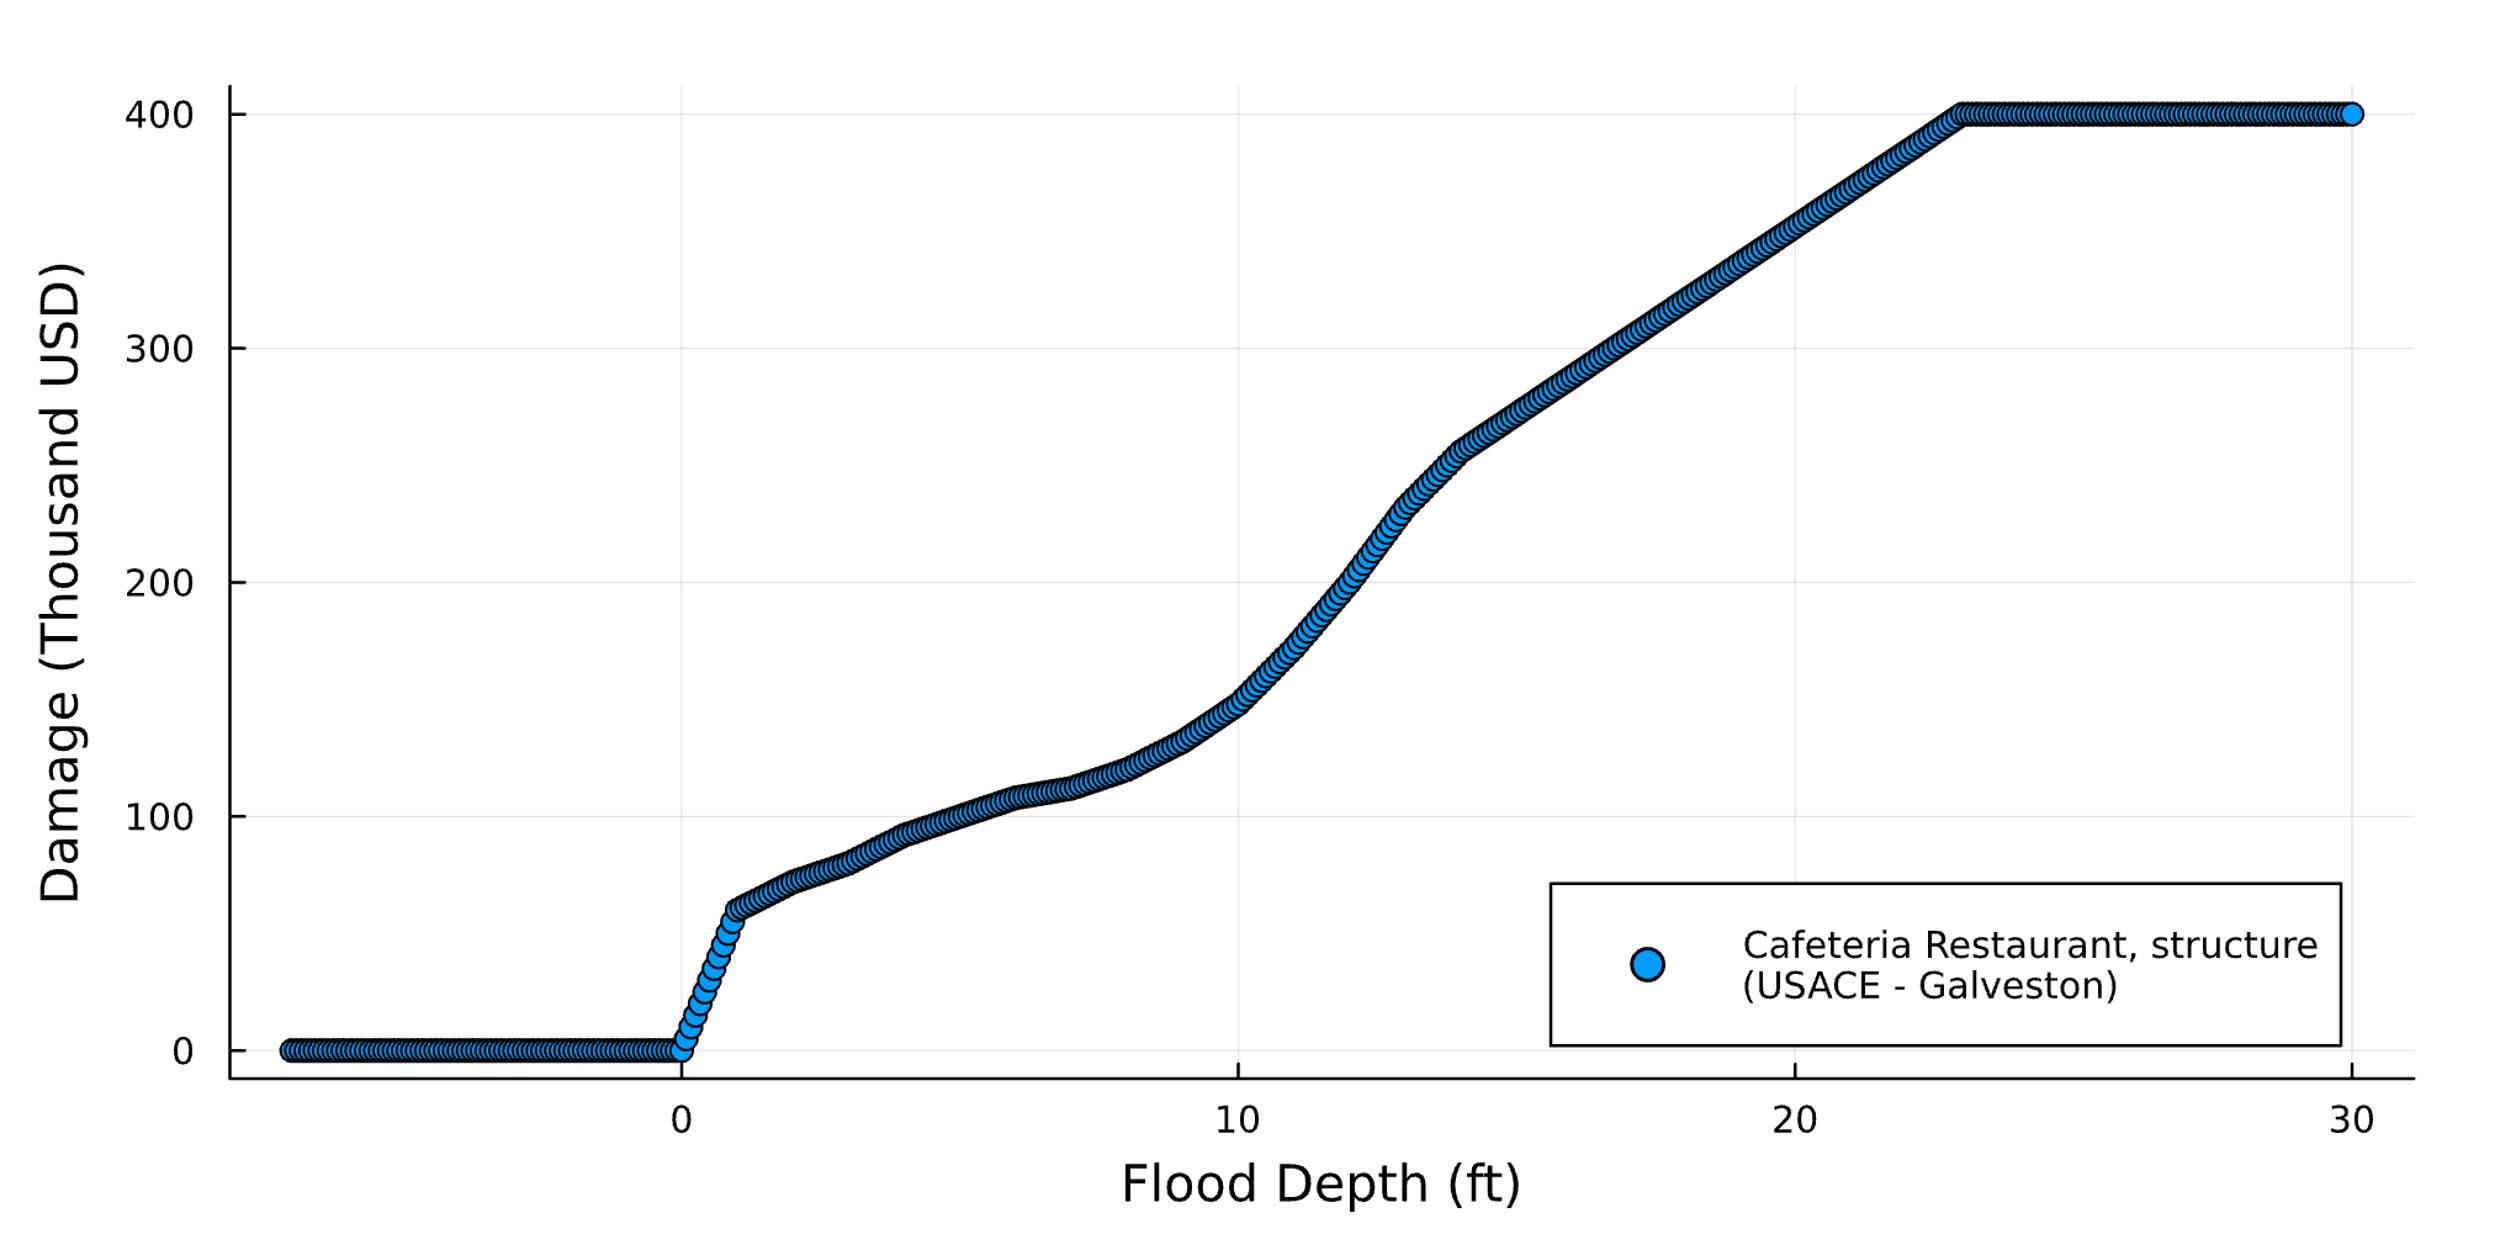 Damage (Thousand USD)
400
300
200
100
0
Cafeteria Restaurant, structure
(USACE - Galveston)
0 10 20 30
Flood Depth (ft)